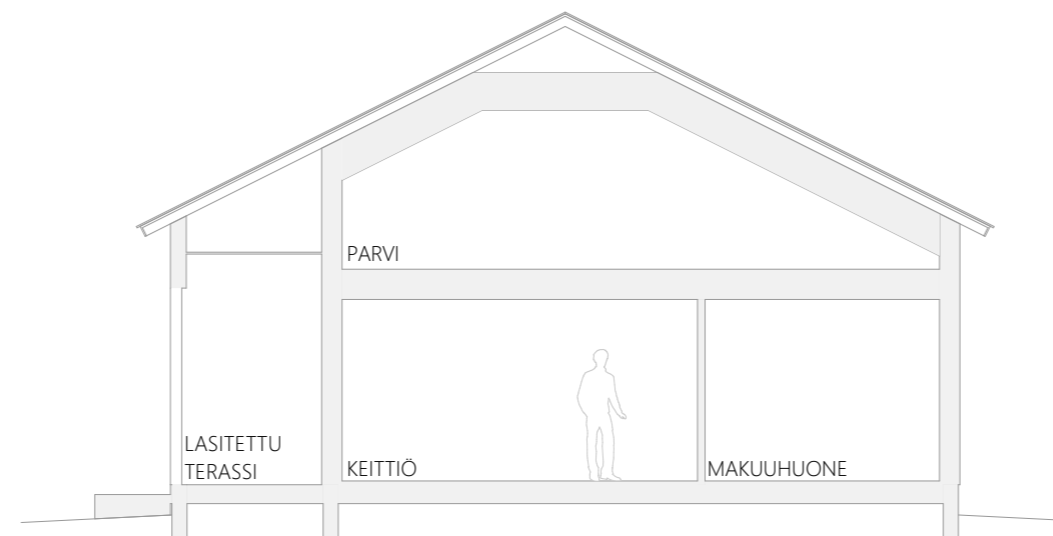 PARVI
LASITETTU
TERASSI
KEITTIÖ
MAKUUHUONE